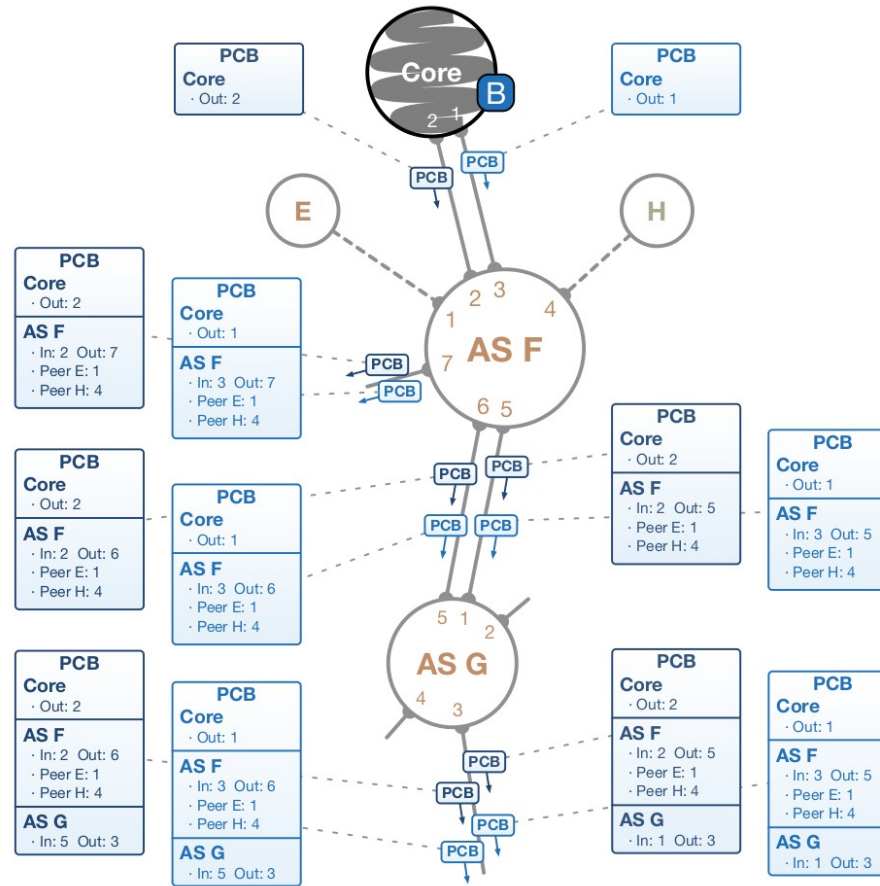 PCB
Core
· Out: 2
Core
B
2
1
PCB
Core
· Out: 1
PCB
PCB
E
H
PCB
Core
· Out: 2
AS F
· In: 2 Out: 7
· Peer E: 1
· Peer H: 4
PCB
Core
· Out: 1
AS F
· In: 3 Out: 7
· Peer E: 1
· Peer H: 4
PCB
PCB
1
2
3
4
7
AS F
6
5
PCB
Core
· Out: 2
AS F
· In: 2 Out: 6
· Peer E: 1
· Peer H: 4
PCB
Core
· Out: 1
AS F
· In: 3 Out: 6
· Peer E: 1
· Peer H: 4
PCB
PCB
PCB
PCB
PCB
Core
· Out: 2
AS F
· In: 2 Out: 5
· Peer E: 1
· Peer H: 4
PCB
Core
· Out: 1
AS F
· In: 3 Out: 5
· Peer E: 1
· Peer H: 4
5
1
2
AS G
4
3
PCB
Core
· Out: 2
AS F
· In: 2 Out: 6
· Peer E: 1
· Peer H: 4
AS G
· In: 5 Out: 3
PCB
Core
· Out: 1
AS F
· In: 3 Out: 6
· Peer E: 1
· Peer H: 4
AS G
· In: 5 Out: 3
PCB
PCB
PCB
PCB
PCB
Core
· Out: 2
AS F
· In: 2 Out: 5
· Peer E: 1
· Peer H: 4
AS G
· In: 1 Out: 3
PCB
Core
· Out: 1
AS F
· In: 3 Out: 5
· Peer E: 1
· Peer H: 4
AS G
· In: 1 Out: 3